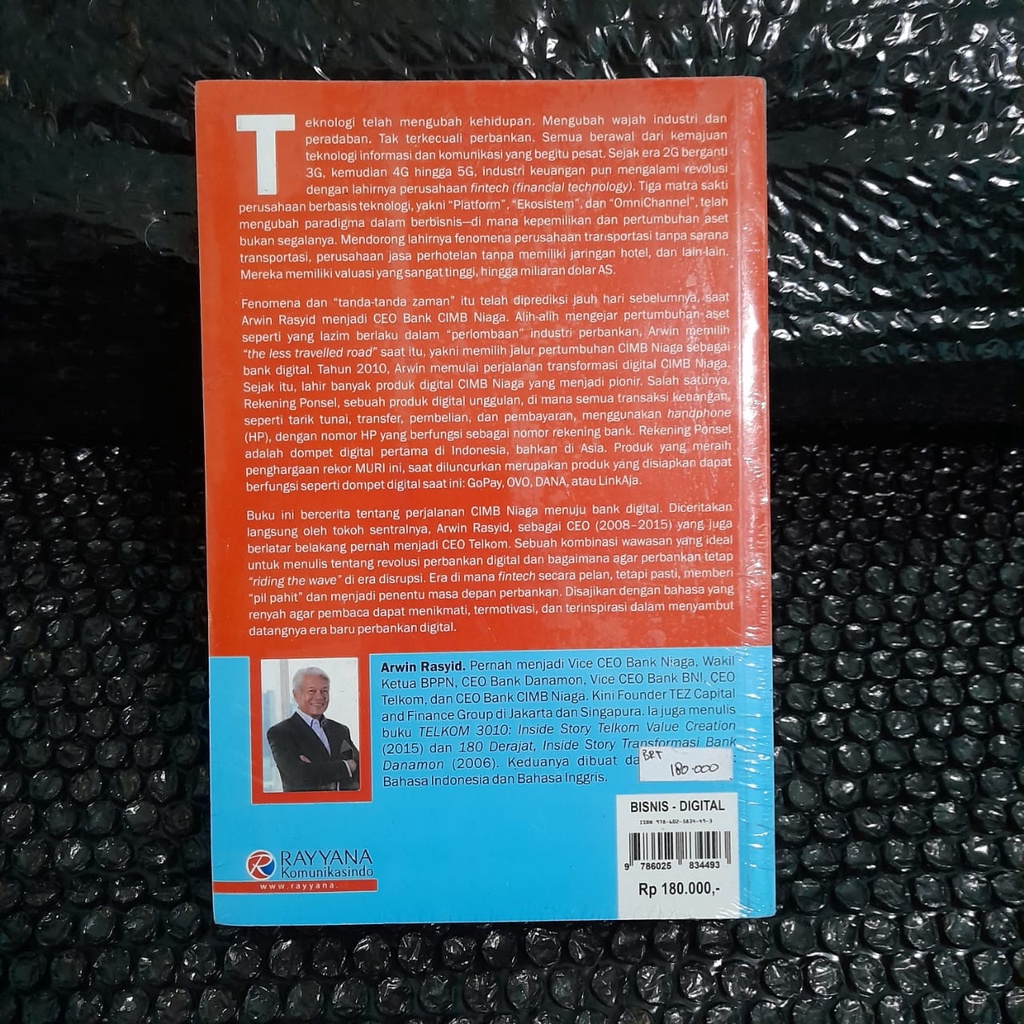 Teknologi telah mengubah kehidupan. Mengubah wajah industri dan
peradaban. Tak terkecuali perbankan. Semua berawal dari kemajuan
teknologi informasi dan komunikasi yang begitu pesat. Sejak era 2G berganti
3G, kemudian 4G hingga 5G, industri keuangan pun mengalami revolusi
dengan lahirnya perusahaan fintech (financial technology). Tiga matra sakti
perusahaan berbasis teknologi, yakni "Platform", "Ekosistem", dan "OmniChannel", telah
mengubah paradigma dalam berbisnis—di mana kepemilikan dan pertumbuhan aset
bukan segalanya. Mendorong lahirnya fenomena perusahaan transportasi tanpa sarana
transportasi, perusahaan jasa perhotelan tanpa memiliki jaringan hotel, dan lain-lain.
Mereka memiliki valuasi yang sangat tinggi, hingga miliaran dolar AS.
Fenomena dan "tanda-tanda zaman" itu telah diprediksi jauh hari sebelumnya, saat
Arwin Rasyid menjadi CEO Bank CIMB Niaga. Alih-alih mengejar pertumbuhan aset
seperti yang lazim berlaku dalam "perlombaan" industri perbankan, Arwin memilih
"the less travelled road" saat itu, yakni memilih jalur pertumbuhan CIMB Niaga sebagai
bank digital. Tahun 2010, Arwin memulai perjalanan transformasi digital CIMB Niaga.
Sejak itu, lahir banyak produk digital CIMB Niaga yang menjadi pionir. Salah satunya,
Rekening Ponsel, sebuah produk digital unggulan, di mana semua transaksi keuangan,
seperti tarik tunai, transfer, pembelian, dan pembayaran, menggunakan handphone
(HP), dengan nomor HP yang berfungsi sebagai nomor rekening bank. Rekening Ponsel
adalah dompet digital pertama di Indonesia, bahkan di Asia. Produk yang meraih
penghargaan rekor MURI ini, saat diluncurkan merupakan produk yang disiapkan dapat
berfungsi seperti dompet digital saat ini: GoPay, OVO, DANA, atau LinkAja.
Buku ini bercerita tentang perjalanan CIMB Niaga menuju bank digital. Diceritakan
langsung oleh tokoh sentralnya, Arwin Rasyid, sebagai CEO (2008–2015) yang juga
berlatar belakang pernah menjadi CEO Telkom. Sebuah kombinasi wawasan yang ideal
untuk menulis tentang revolusi perbankan digital dan bagaimana agar perbankan tetap
"riding the wave" di era disrupsi. Era di mana fintech secara pelan, tetapi pasti, memberi
"pil pahit" dan menjadi penentu masa depan perbankan. Disajikan dengan bahasa yang
renyah agar pembaca dapat menikmati, termotivasi, dan terinspirasi dalam menyambut
datangnya era baru perbankan digital.
Arwin Rasyid. Pernah menjadi Vice CEO Bank Niaga, Wakil
Ketua BPPN, CEO Bank Danamon, Vice CEO Bank BNI, CEO
Telkom, dan CEO Bank CIMB Niaga. Kini Founder TEZ Capital
and Finance Group di Jakarta dan Singapura. Ia juga menulis
buku TELKOM 3010: Inside Story Telkom Value Creation
(2015) dan 180 Derajat, Inside Story Transformasi Bank
Danamon (2006). Keduanya dibuat
Bahasa Indonesia dan Bahasa Inggris.
BRT
180.000
BISNIS - DIGITAL
ISBN 978-602-5834-49-3
9 786025 834493
Rp 180.000,-
RAYYANA
Komunikasindo
www.rayyana.